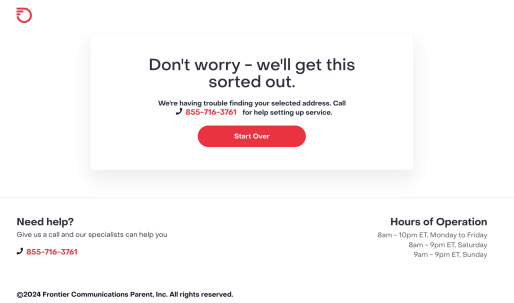 Don't worry - we'll get this
sorted out.
We're having trouble finding your selected address. Call
855-716-3761 for help setting up service.
Start Over
Need help?
Give us a call and our specialists can help you
855-716-3761
Hours of Operation
8am - 10pm ET, Monday to Friday
8am - 9pm ET, Saturday
9am - 9pm ET, Sunday
©2024 Frontier Communications Parent, Inc. All rights reserved.